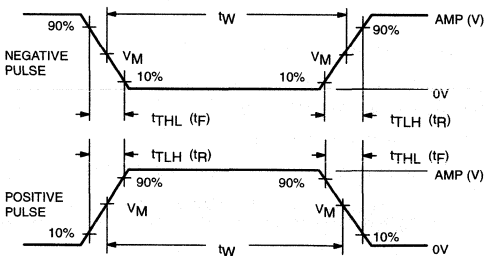 90%
tW
90%
AMP (V)
NEGATIVE
PULSE
VM
VM
10%
10%
0V
tTHL (tF)
tTLH (tR)
tTLH (tR)
tTHL (tF)
AMP (V)
90%
90%
POSITIVE
PULSE
VM
VM
10%
10%
tW
0V